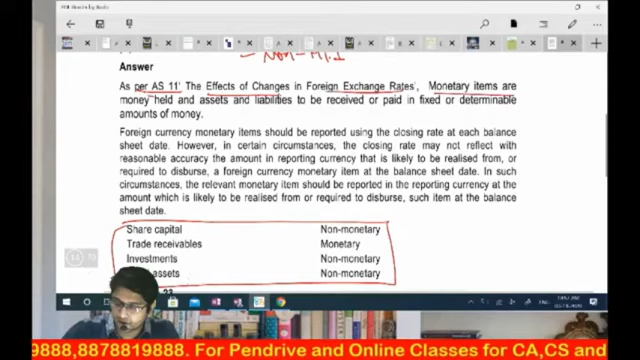 Non-M
Answer
As per AS 11' The Effects of Changes in Foreign Exchange Rates', Monetary items are
money held and assets and liabilities to be received or paid in fixed or determinable
amounts of money.
Foreign currency monetary items should be reported using the closing rate at each balance
sheet date. However, in certain circumstances, the closing rate may not reflect with
reasonable accuracy the amount in reporting currency that is likely to be realised from, or
required to disburse, a foreign currency monetary item at the balance sheet date. In such
circumstances, the relevant monetary item should be reported in the reporting currency at the
amount which is likely to be realised from or required to disburse, such item at the balance
sheet date.
Share capital Non-monetary
Trade receivables Monetary
Investments Non-monetary
assets Non-monetary
9888,8878819888. For Pendrive and Online Classes for CA,CS and